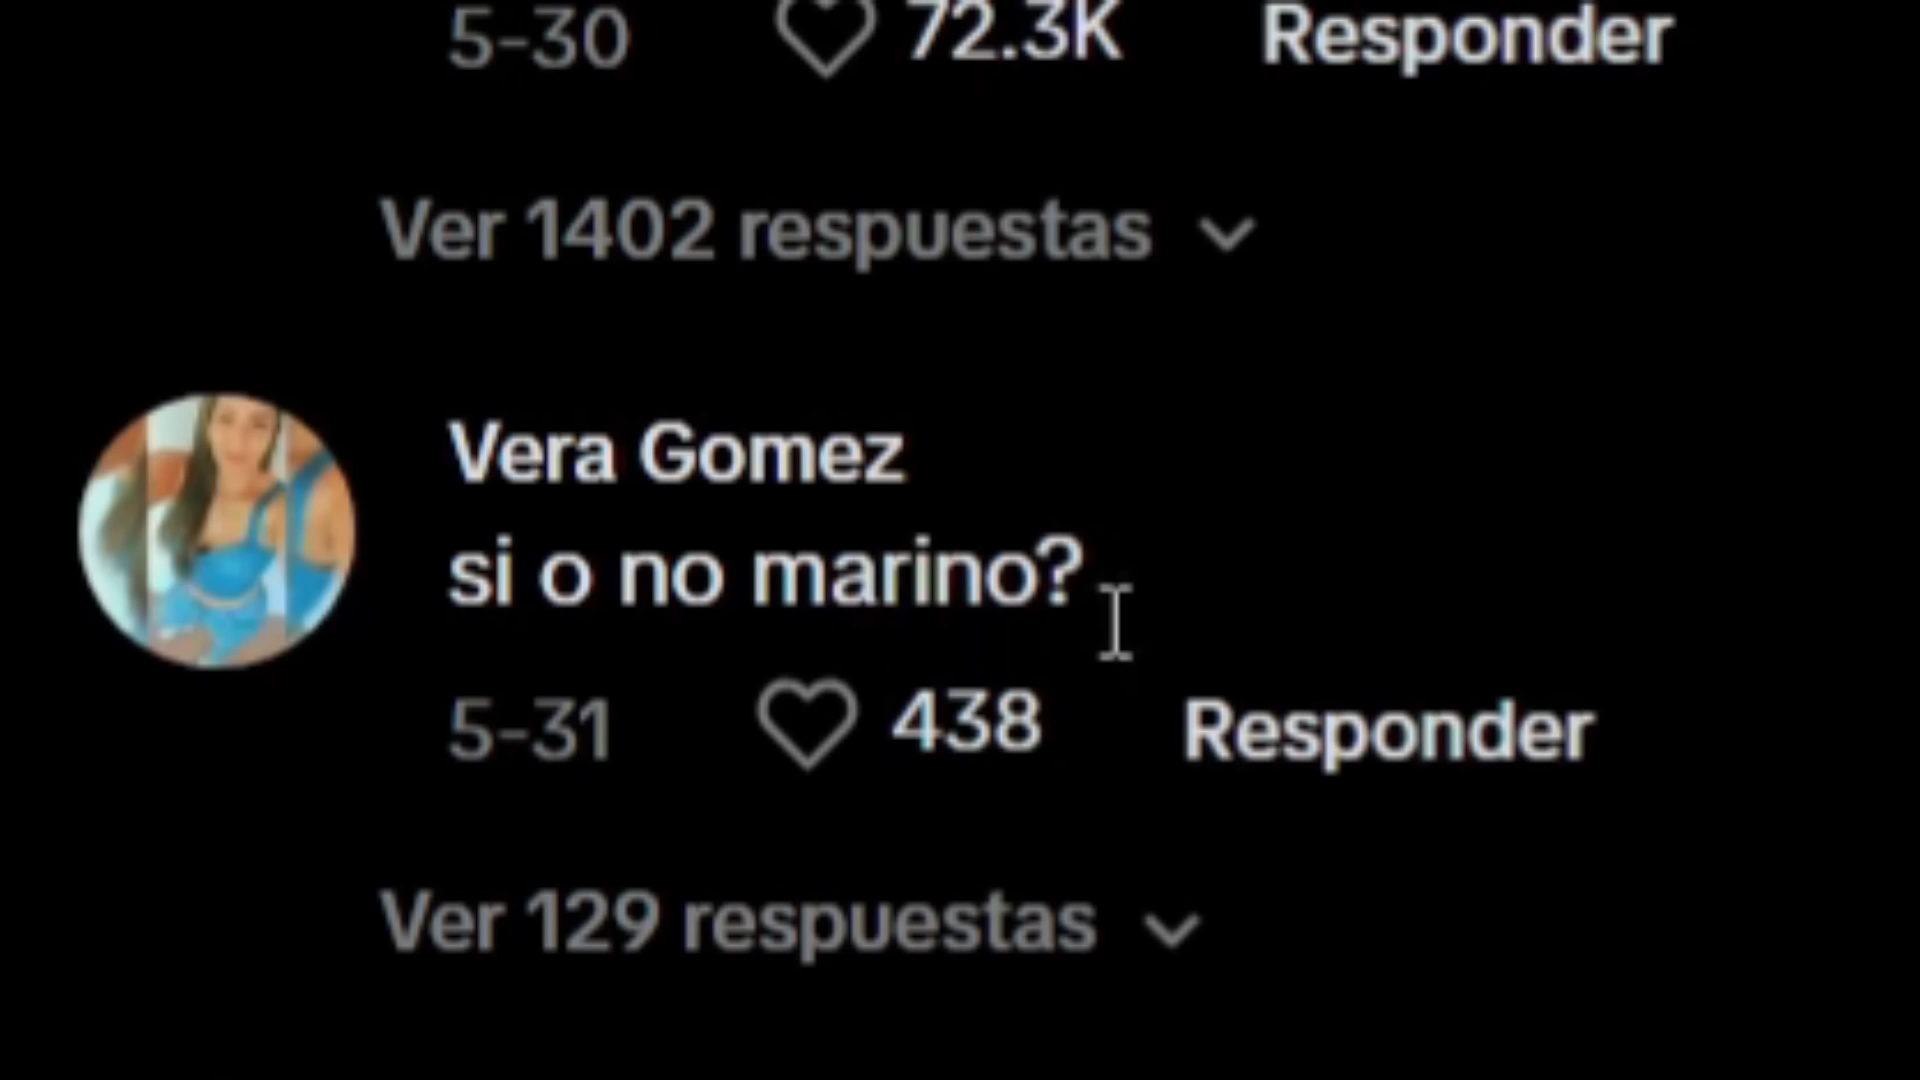 5-30 72.3K Responder
Ver 1402 respuestas
Vera Gomez
si o no marino?
5-31 438 Responder
Ver 129 respuestas